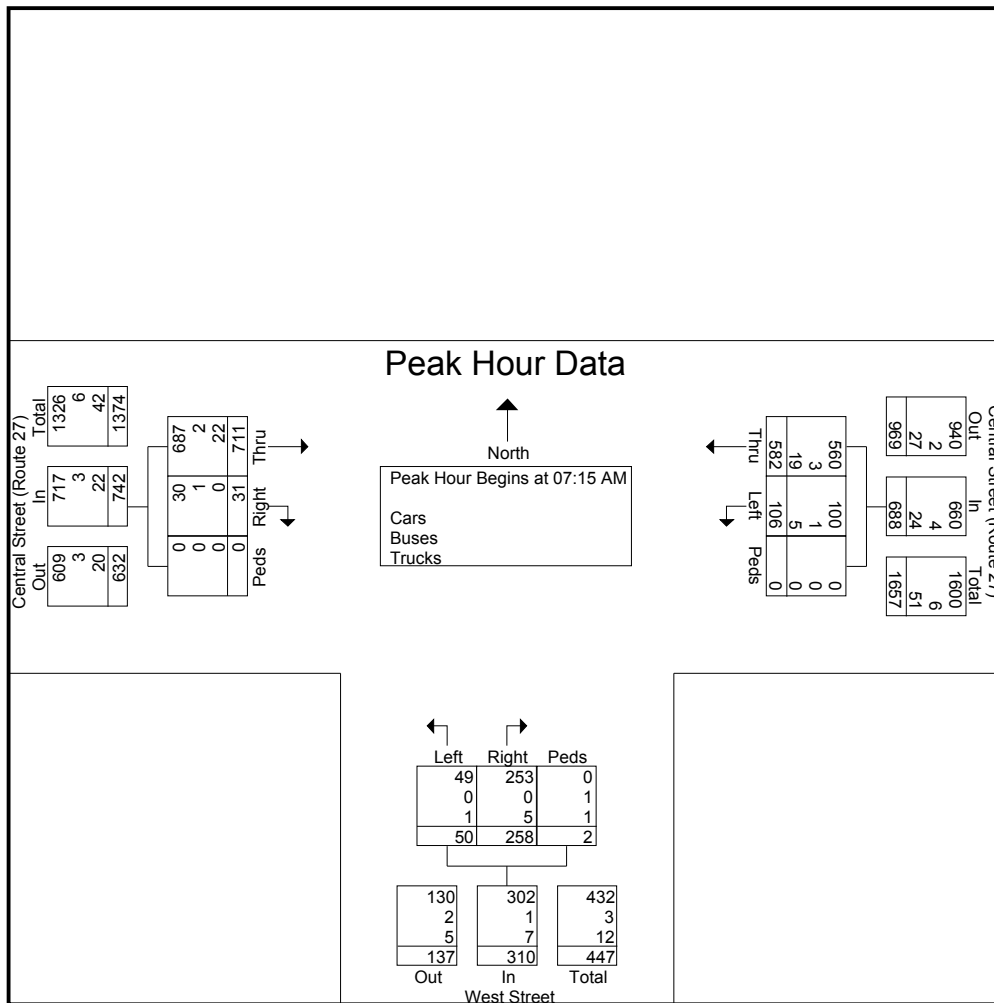 Peak Hour Data
North
Peak Hour Begins at 07:15 AM
Cars
Buses
Trucks
Central Street (Route 27)
Total
1326
6
42
1374
In
717
3
22
742
Out
609
3
20
632
Thru
687
2
22
711
Right
30
1
0
31
Peds
0
0
0
0
Central Street (Route 27)
Out
940
2
27
969
In
660
4
24
688
Total
1600
6
51
1657
Thru
560
3
19
582
Left
100
1
5
106
Peds
0
0
0
0
Left Right Peds
49 253 0
0 0 1
1 5 1
50 258 2
130 302 432
2 1 3
5 7 12
137 310 447
Out In Total
West Street